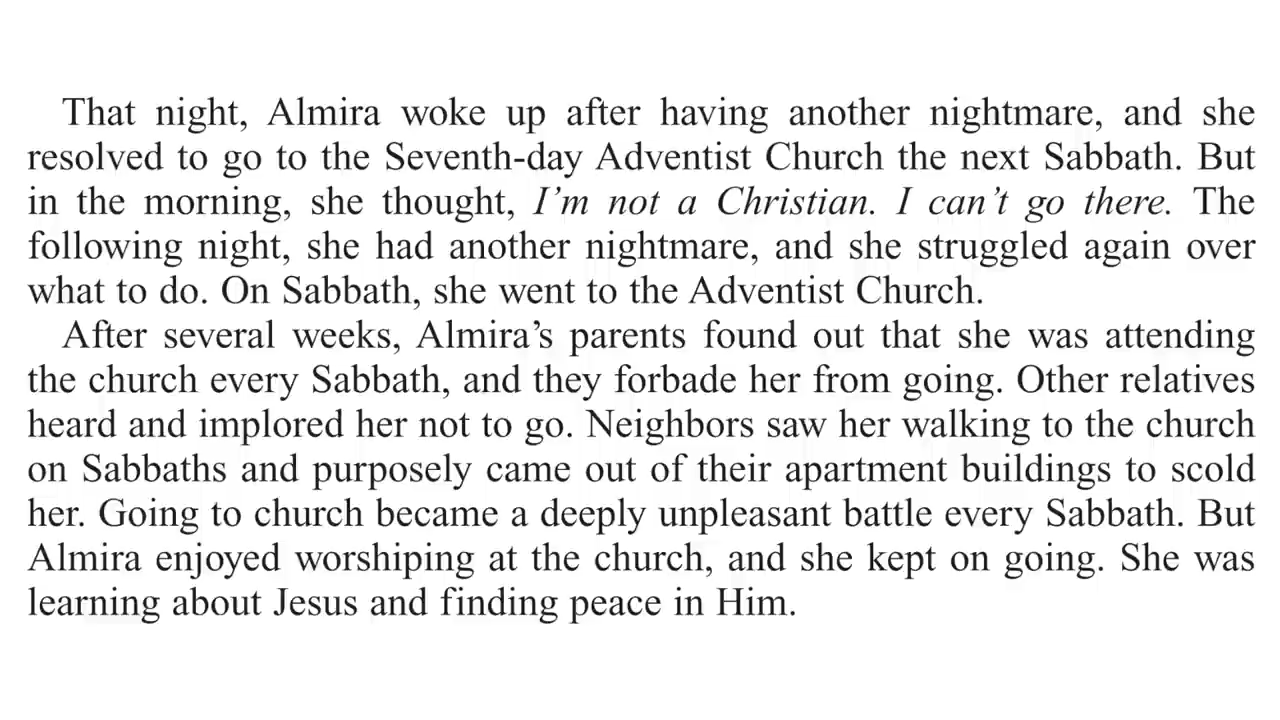 That night, Almira woke up after having another nightmare, and she
resolved to go to the Seventh-day Adventist Church the next Sabbath. But
in the morning, she thought, I’m not a Christian. I can’t go there. The
following night, she had another nightmare, and she struggled again over
what to do. On Sabbath, she went to the Adventist Church.
After several weeks, Almira’s parents found out that she was attending
the church every Sabbath, and they forbade her from going. Other relatives
heard and implored her not to go. Neighbors saw her walking to the church
on Sabbaths and purposely came out of their apartment buildings to scold
her. Going to church became a deeply unpleasant battle every Sabbath. But
Almira enjoyed worshiping at the church, and she kept on going. She was
learning about Jesus and finding peace in Him.